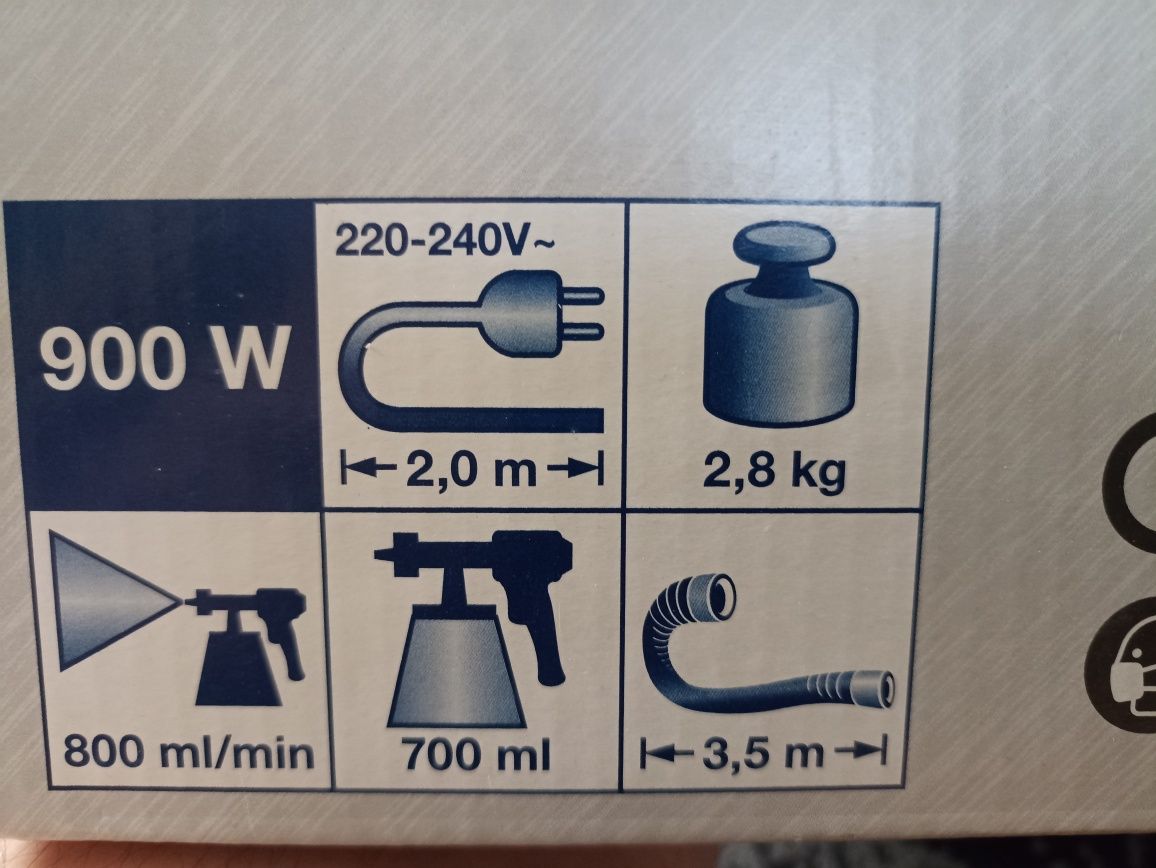 900 W
220-240V~
2,0 m
2,8 kg
800 ml/min
700 ml
3,5 m